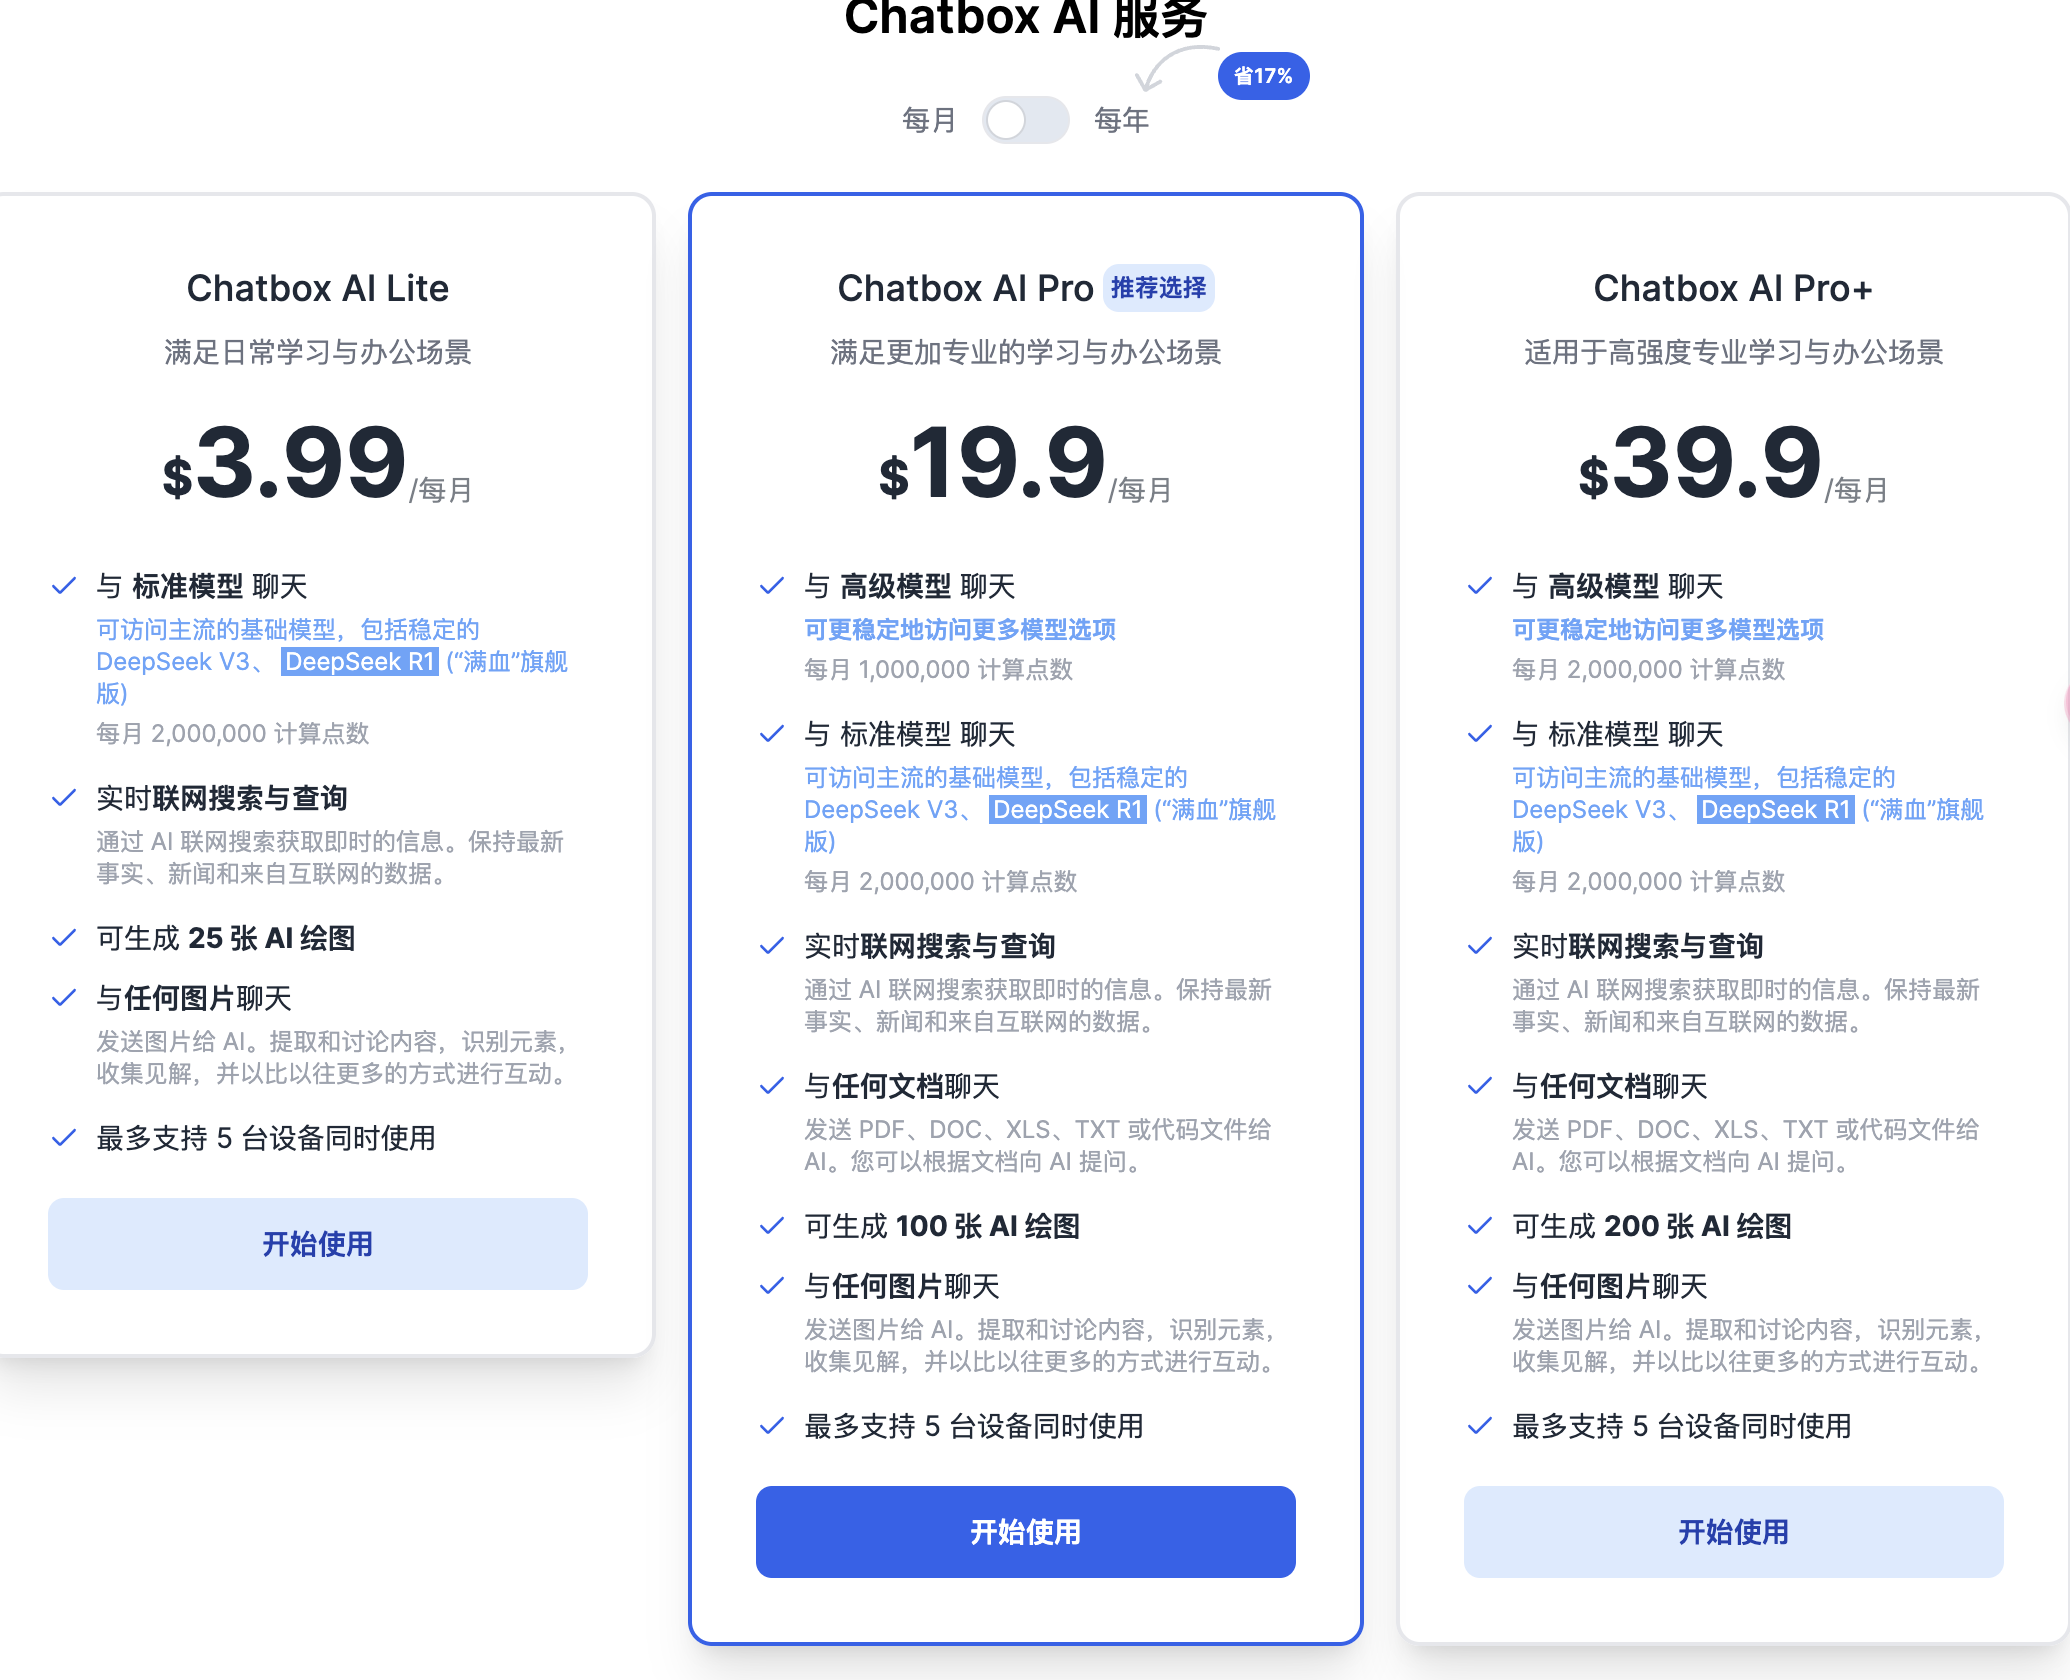 Chatbox AI 服务
省17%
每月
每年
Chatbox AI Lite
满足日常学习与办公场景
$3.99/每月
与 标准模型 聊天
可访问主流的基础模型，包括稳定的
DeepSeek V3、 DeepSeek R1 (“满血”旗舰
版)
每月 2,000,000 计算点数
实时联网搜索与查询
通过 AI 联网搜索获取即时的信息。保持最新
事实、新闻和来自互联网的数据。
可生成 25 张 AI 绘图
与任何图片聊天
发送图片给 AI。提取和讨论内容，识别元素，
收集见解，并以比以往更多的方式进行互动。
最多支持 5 台设备同时使用
开始使用
Chatbox AI Pro 推荐选择
满足更加专业的学习与办公场景
$19.9/每月
与 高级模型 聊天
可更稳定地访问更多模型选项
每月 1,000,000 计算点数
与 标准模型 聊天
可访问主流的基础模型，包括稳定的
DeepSeek V3、 DeepSeek R1 (“满血”旗舰
版)
每月 2,000,000 计算点数
实时联网搜索与查询
通过 AI 联网搜索获取即时的信息。保持最新
事实、新闻和来自互联网的数据。
与任何文档聊天
发送 PDF、DOC、XLS、TXT 或代码文件给
AI。您可以根据文档向 AI 提问。
可生成 100 张 AI 绘图
与任何图片聊天
发送图片给 AI。提取和讨论内容，识别元素，
收集见解，并以比以往更多的方式进行互动。
最多支持 5 台设备同时使用
开始使用
Chatbox AI Pro+
适用于高强度专业学习与办公场景
$39.9/每月
与 高级模型 聊天
可更稳定地访问更多模型选项
每月 2,000,000 计算点数
与 标准模型 聊天
可访问主流的基础模型，包括稳定的
DeepSeek V3、 DeepSeek R1 (“满血”旗舰
版)
每月 2,000,000 计算点数
实时联网搜索与查询
通过 AI 联网搜索获取即时的信息。保持最新
事实、新闻和来自互联网的数据。
与任何文档聊天
发送 PDF、DOC、XLS、TXT 或代码文件给
AI。您可以根据文档向 AI 提问。
可生成 200 张 AI 绘图
与任何图片聊天
发送图片给 AI。提取和讨论内容，识别元素，
收集见解，并以比以往更多的方式进行互动。
最多支持 5 台设备同时使用
开始使用